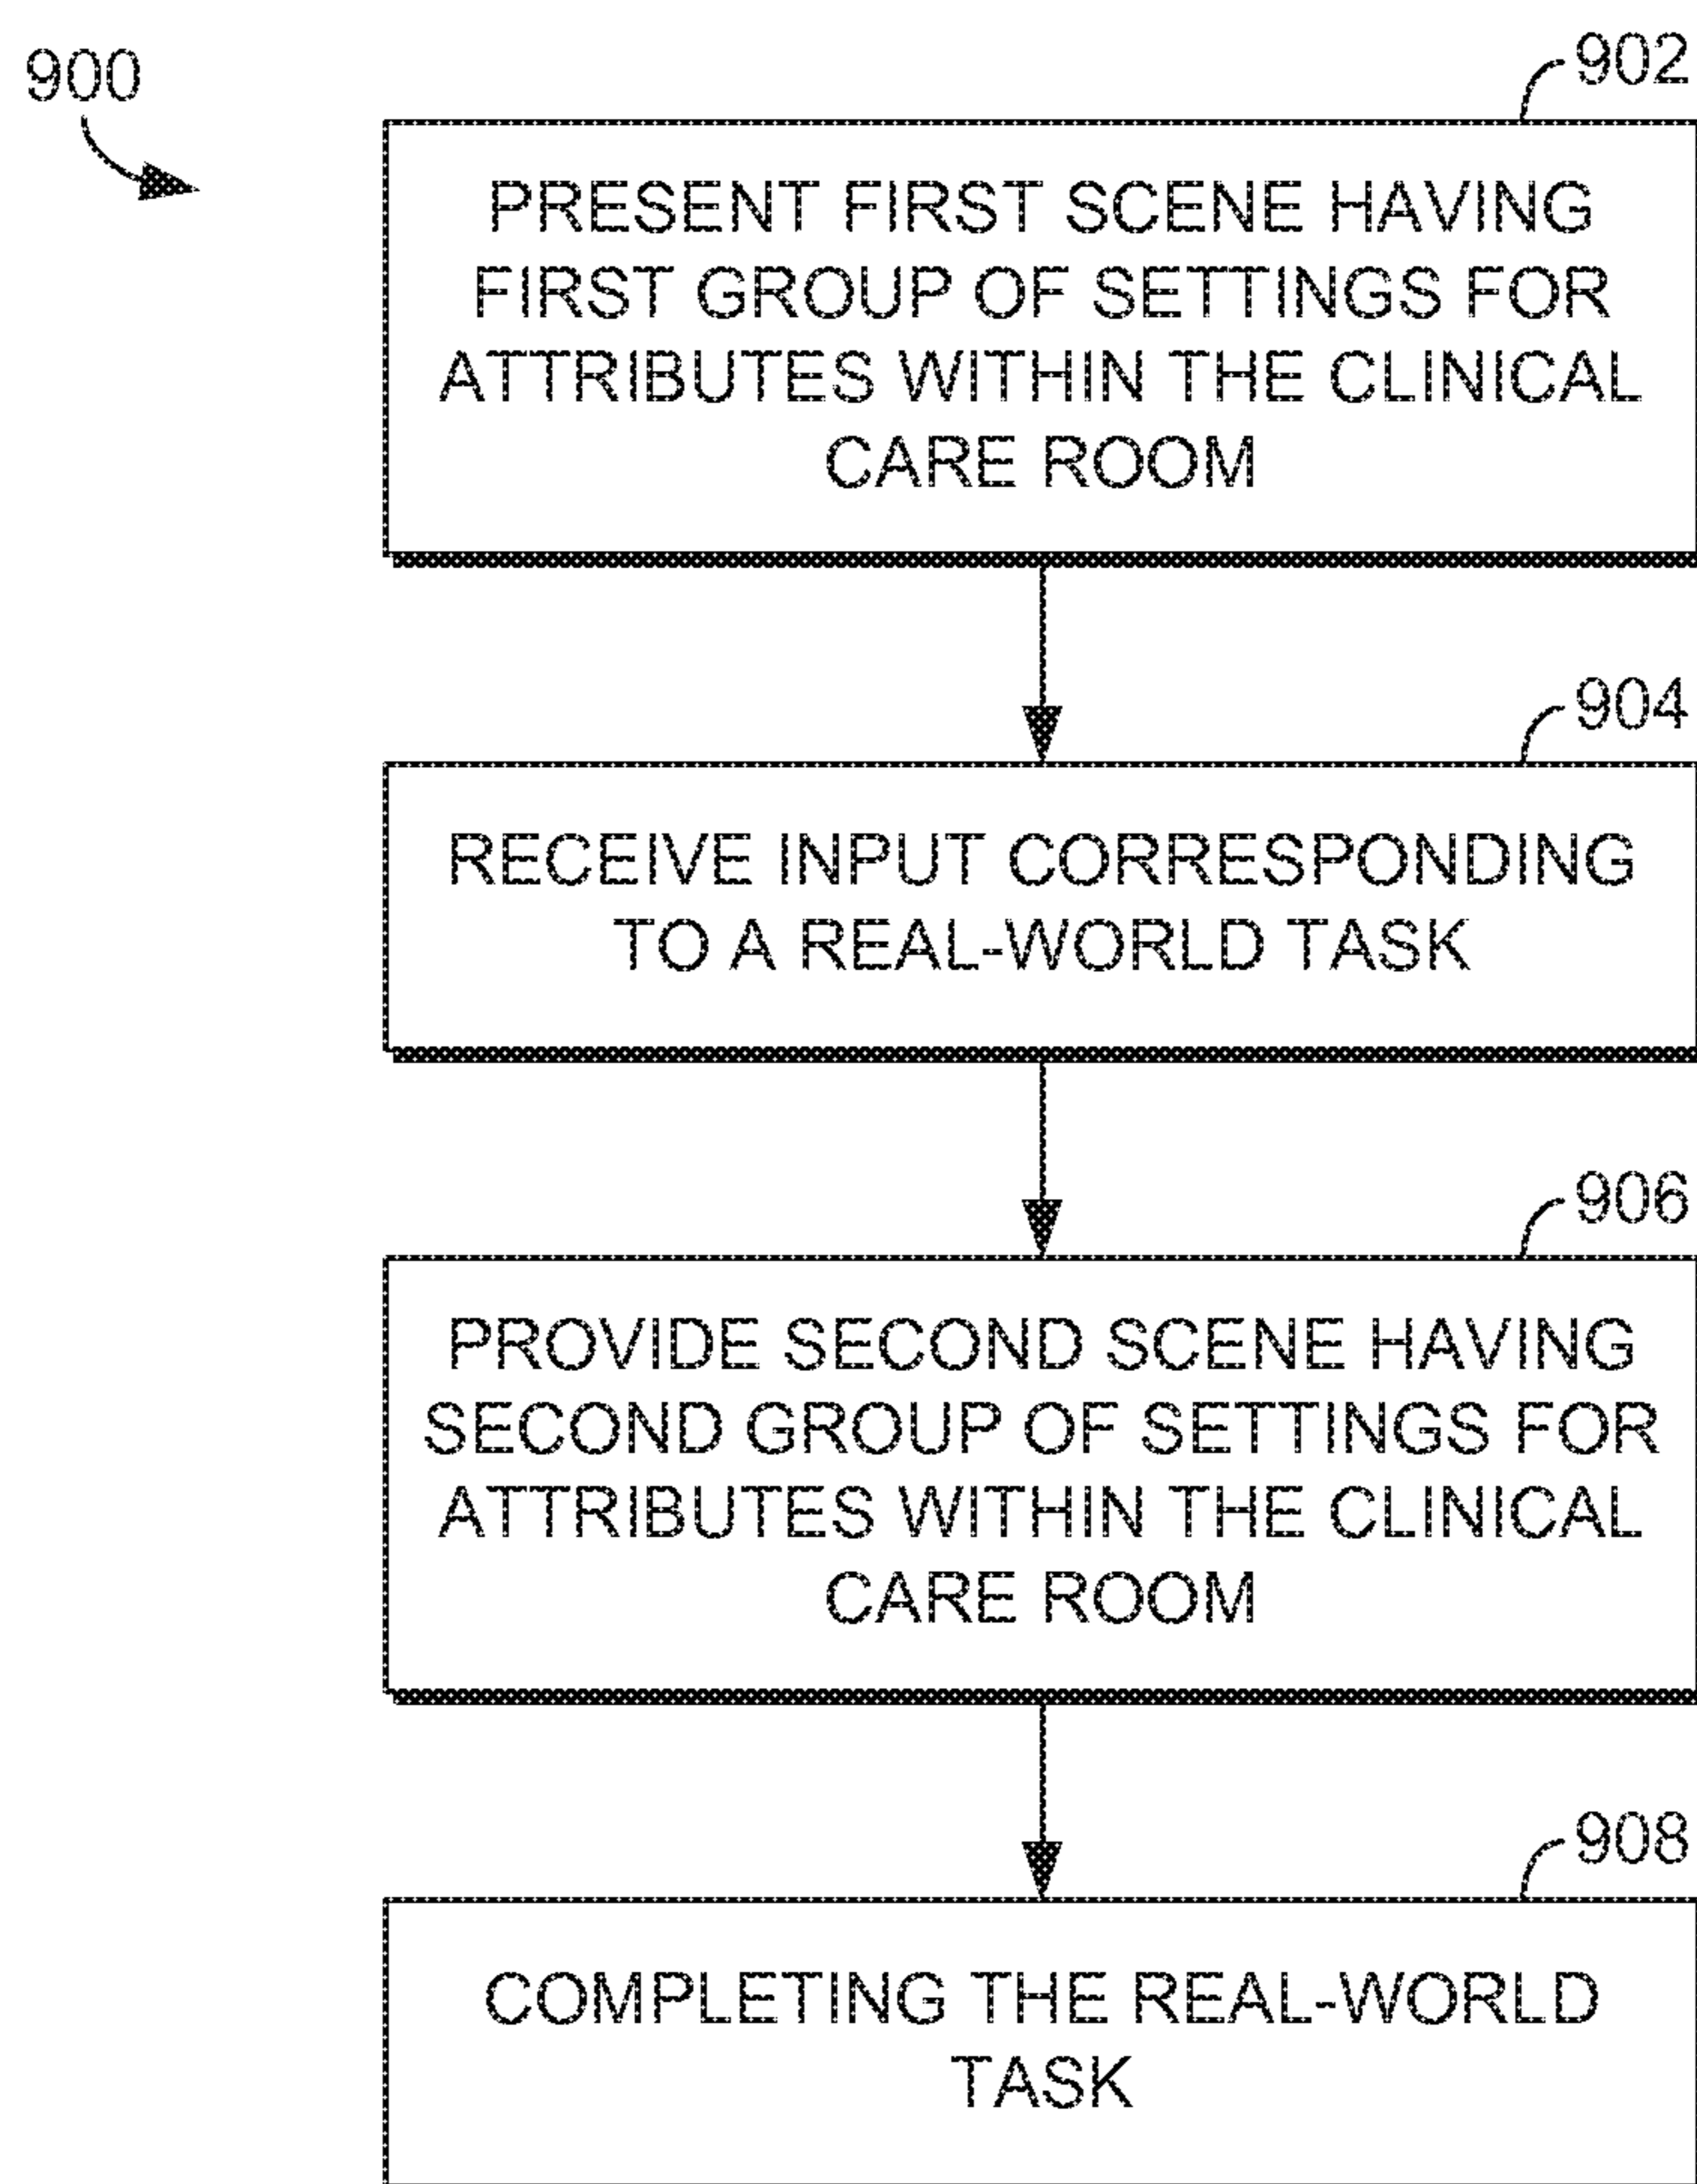 900
902
PRESENT FIRST SCENE HAVING
FIRST GROUP OF SETTINGS FOR
ATTRIBUTES WITHIN THE CLINICAL
CARE ROOM
904
RECEIVE INPUT CORRESPONDING
TO A REAL-WORLD TASK
906
PROVIDE SECOND SCENE HAVING
SECOND GROUP OF SETTINGS FOR
ATTRIBUTES WITHIN THE CLINICAL
CARE ROOM
908
COMPLETING THE REAL-WORLD
TASK